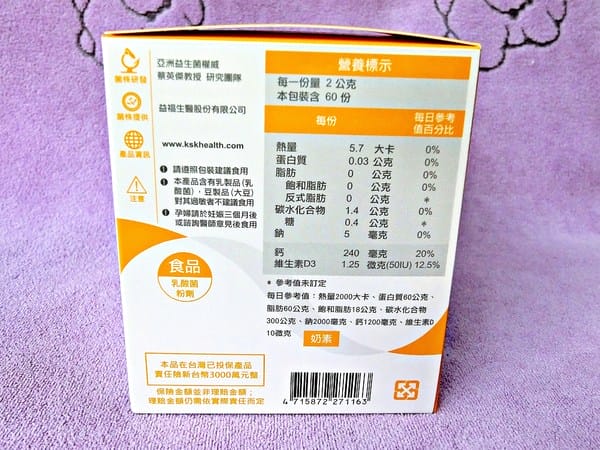 菌株研發
亞洲益生菌權威
蔡英傑教授 研究團隊
菌株提供
益福生醫股份有限公司
產品資訊
www.kskhealth.com
注意
請遵照包裝建議食用
本產品含有乳製品(乳
酸菌)，豆製品(大豆)
對其過敏者不建議食用
孕婦請於妊娠三個月後
或諮詢醫師意見後食用
食品
乳酸菌
粉劑
本品在台灣已投保產品
責任險新台幣3000萬元整
保險金額並非理賠金額；
理賠金額仍需依實際責任而定
營養標示
每一份量 2 公克
本包裝含 60 份
每份 每日參考
值百分比
熱量 5.7 大卡 0%
蛋白質 0.03 公克 0%
脂肪 0 公克 0%
飽和脂肪 0 公克 0%
反式脂肪 0 公克 *
碳水化合物 1.4 公克 0%
糖 0.4 公克 *
鈉 5 毫克 0%
鈣 240 毫克 20%
維生素D3 1.25 微克(50IU) 12.5%
* 參考值未訂定
每日參考值：熱量2000大卡、蛋白質60公克、
脂肪60公克、飽和脂肪18公克、碳水化合物
300公克、鈉2000毫克、鈣1200毫克、維生素D
10微克
奶素
4 715872 271163